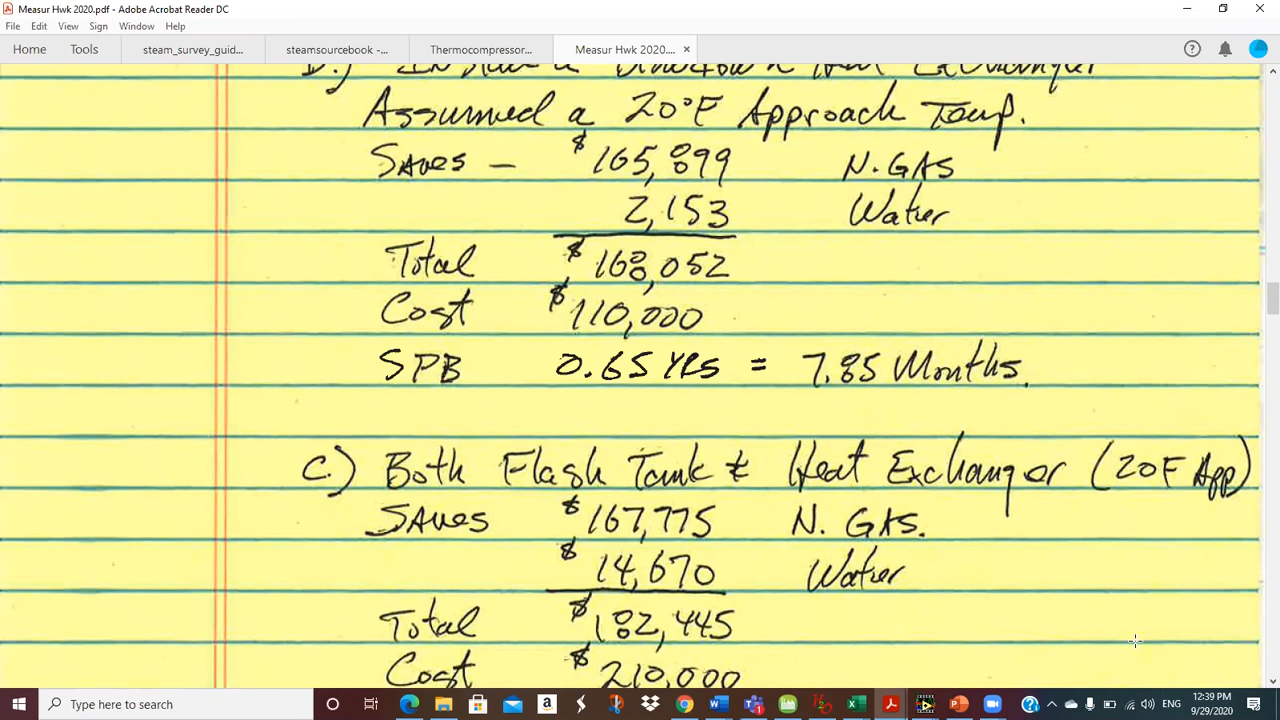 Measur Hwk 2020.pdf - Adobe Acrobat Reader DC
File Edit View Sign Window Help
Home Tools steam_survey_guid... steamsourcebook -... Thermocompressor... Measur Hwk 2020.... ×
Heat Exchanger
Assumed a 20°F Approach Temp.
SAves - $165,899 N. GAS
2,153 Water
Total $168,052
Cost $110,000
SPB 0.65 YRs = 7.85 Months.
C.) Both Flash Tank & Heat Exchanger (20F App)
SAves $167,775 N. GAS.
$14,670 Water
Total $182,445
Cost $210,000
Type here to search
ENG
12:39 PM
9/29/2020